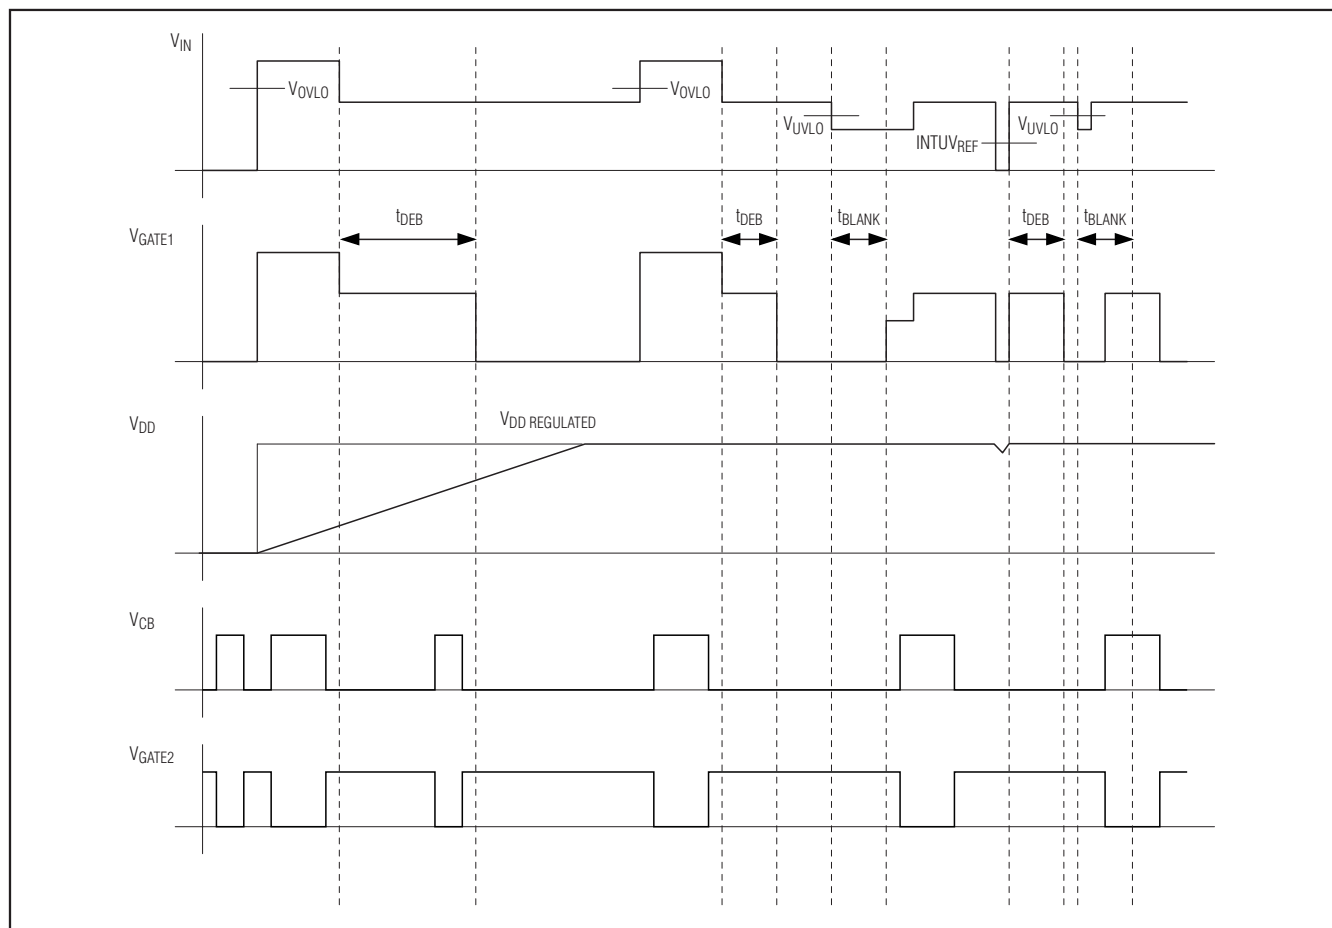 VIN
VOVLO
VOVLO
VUVLO
INTUVREF
VUVLO
tDEB
tDEB
tBLANK
tDEB
tBLANK
VGATE1
VDD
VDD REGULATED
VCB
VGATE2